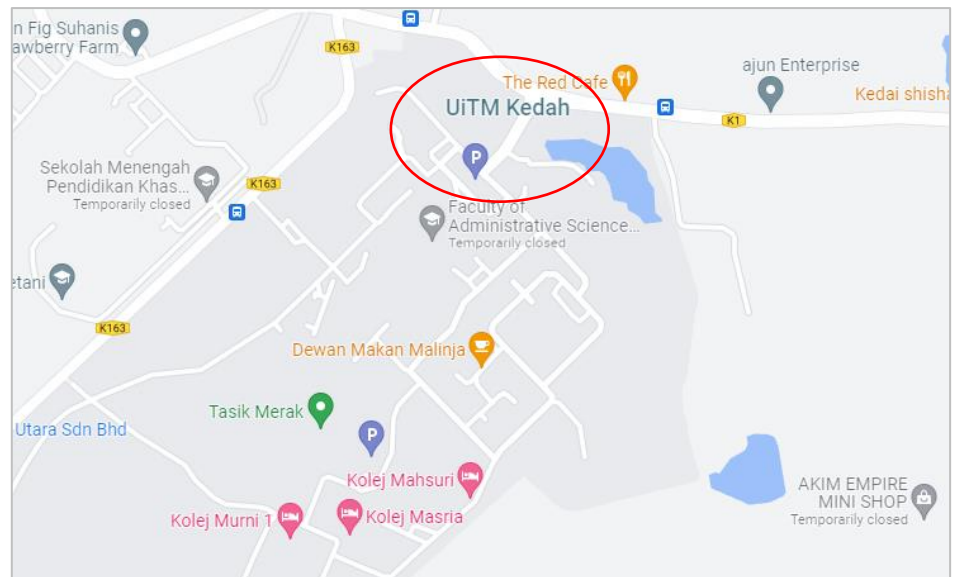 n Fig Suhanis
awberry Farm
K163
The Red Cafe
UiTM Kedah
ajun Enterprise
Kedai shisha
K1
Sekolah Menengah
Pendidikan Khas...
Temporarily closed
K163
P
Faculty of
Administrative Science...
Temporarily closed
etani
K163
Dewan Makan Malinja
Tasik Merak
Utara Sdn Bhd
P
Kolej Mahsuri
AKIM EMPIRE
MINI SHOP
Temporarily closed
Kolej Murni 1
Kolej Masria